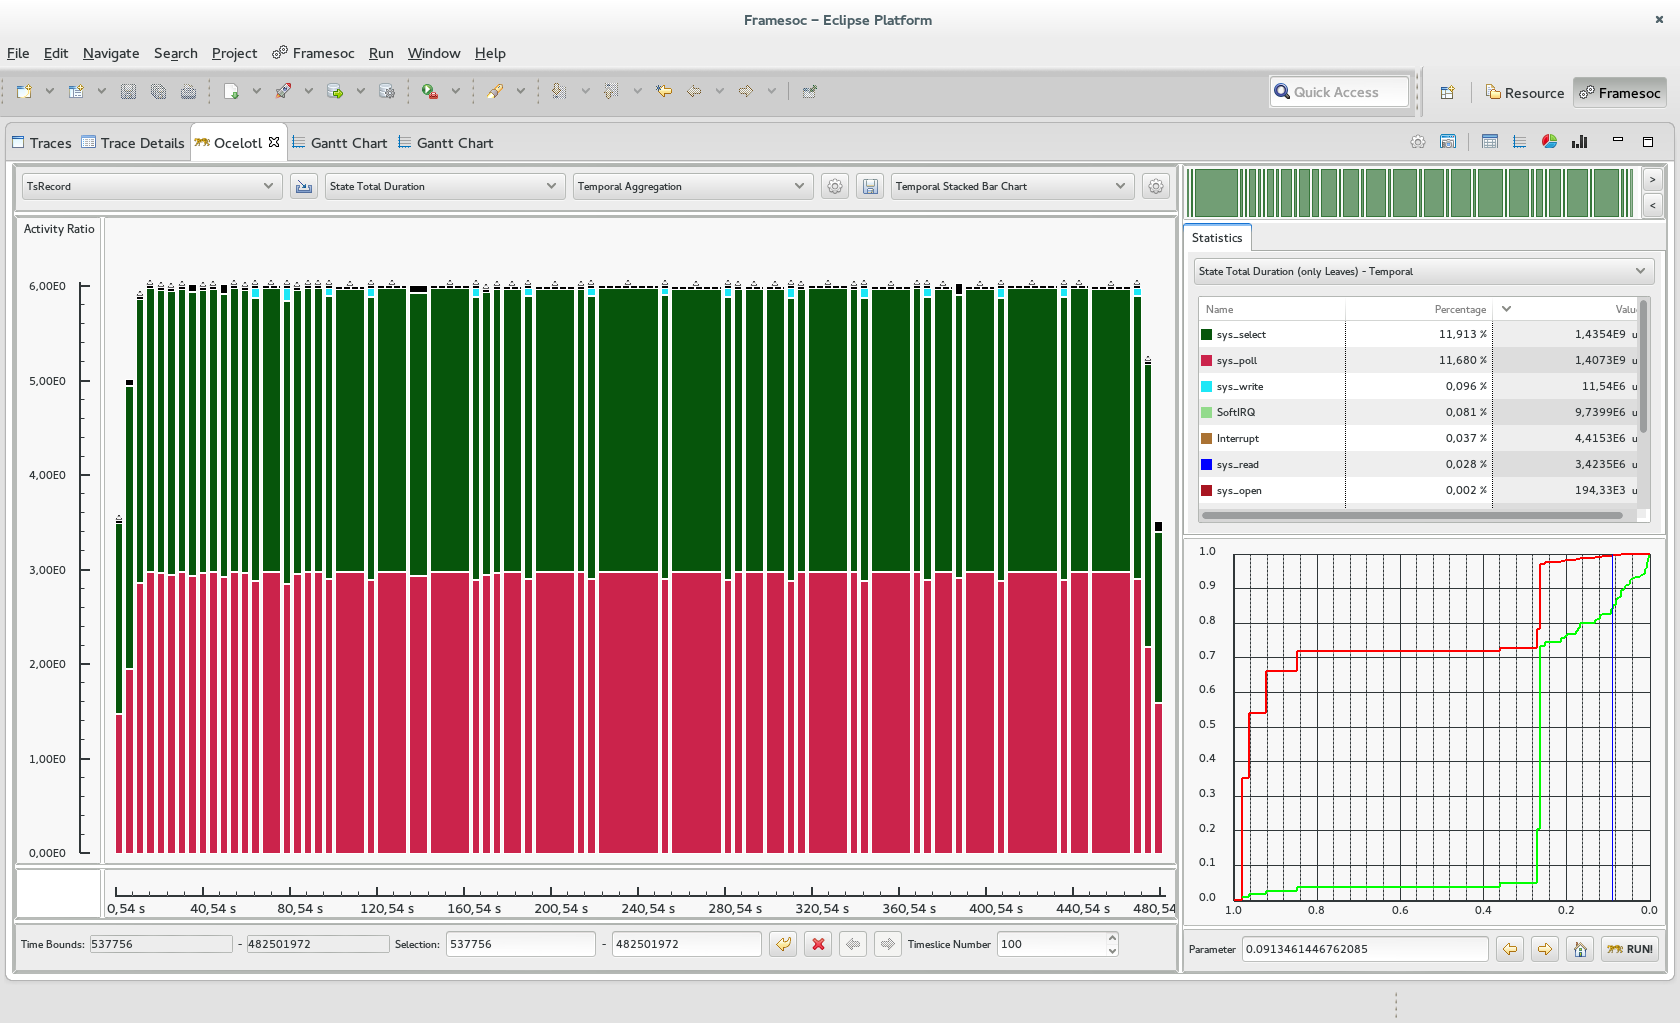 Framesoc – Eclipse Platform
File Edit Navigate Search Project Framesoc Run Window Help
Quick Access
Resource Framesoc
Traces Trace Details Ocelotl Gantt Chart Gantt Chart
TsRecord State Total Duration Temporal Aggregation Temporal Stacked Bar Chart
>
<
Activity Ratio
6,00E0
5,00E0
4,00E0
3,00E0
2,00E0
1,00E0
0,00E0
0,54 s 40,54 s 80,54 s 120,54 s 160,54 s 200,54 s 240,54 s 280,54 s 320,54 s 360,54 s 400,54 s 440,54 s 480,54
Time Bounds: 537756 - 482501972 Selection: 537756 - 482501972 Timeslice Number 100
Statistics
State Total Duration (only Leaves) - Temporal
Name Percentage Valu
sys_select 11,913 % 1,4354E9 u
sys_poll 11,680 % 1,4073E9 u
sys_write 0,096 % 11,54E6 u
SoftIRQ 0,081 % 9,7399E6 u
Interrupt 0,037 % 4,4153E6 u
sys_read 0,028 % 3,4235E6 u
sys_open 0,002 % 194,33E3 u
1.0
0.9
0.8
0.7
0.6
0.5
0.4
0.3
0.2
0.1
0.0
1.0 0.8 0.6 0.4 0.2 0.0
Parameter 0.0913461446762085 RUN!